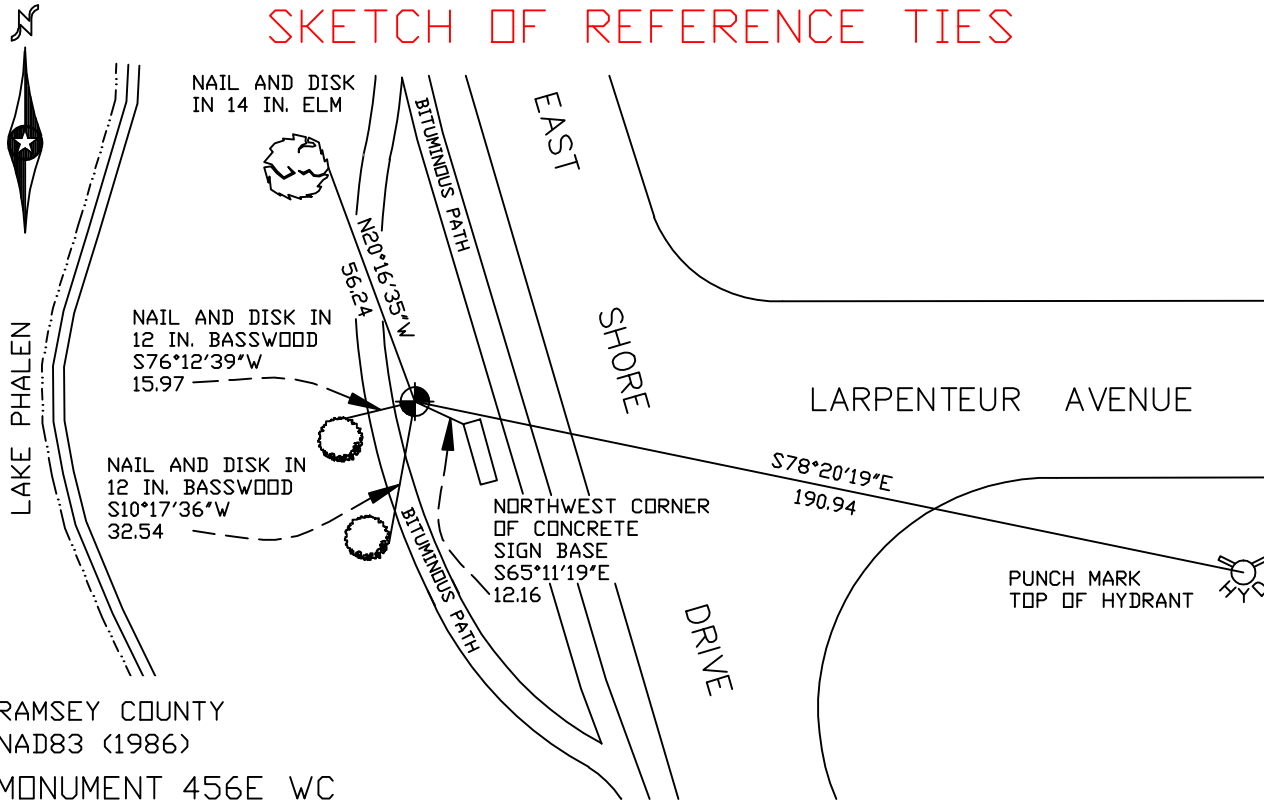 SKETCH OF REFERENCE TIES
N
NAIL AND DISK
IN 14 IN. ELM
BITUMINOUS PATH
EAST
SHORE
DRIVE
N20°16'35"W
56.24
NAIL AND DISK IN
12 IN. BASSWOOD
S76°12'39"W
15.97
LAKE PHALEN
LARPENTEUR AVENUE
NAIL AND DISK IN
12 IN. BASSWOOD
S10°17'36"W
32.54
S78°20'19"E
190.94
NORTHWEST CORNER
OF CONCRETE
SIGN BASE
S65°11'19"E
12.16
BITUMINOUS PATH
PUNCH MARK
TOP OF HYDRANT
HYD
RAMSEY COUNTY
NAD83 (1986)
MONUMENT 456E WC